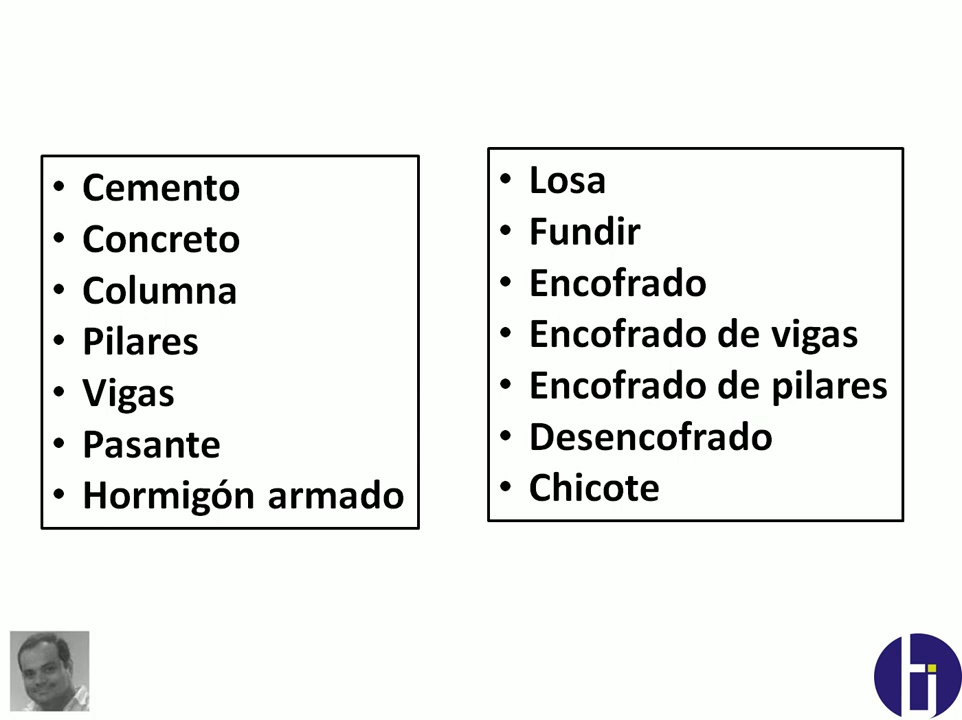 • Cemento
• Concreto
• Columna
• Pilares
• Vigas
• Pasante
• Hormigón armado
• Losa
• Fundir
• Encofrado
• Encofrado de vigas
• Encofrado de pilares
• Desencofrado
• Chicote